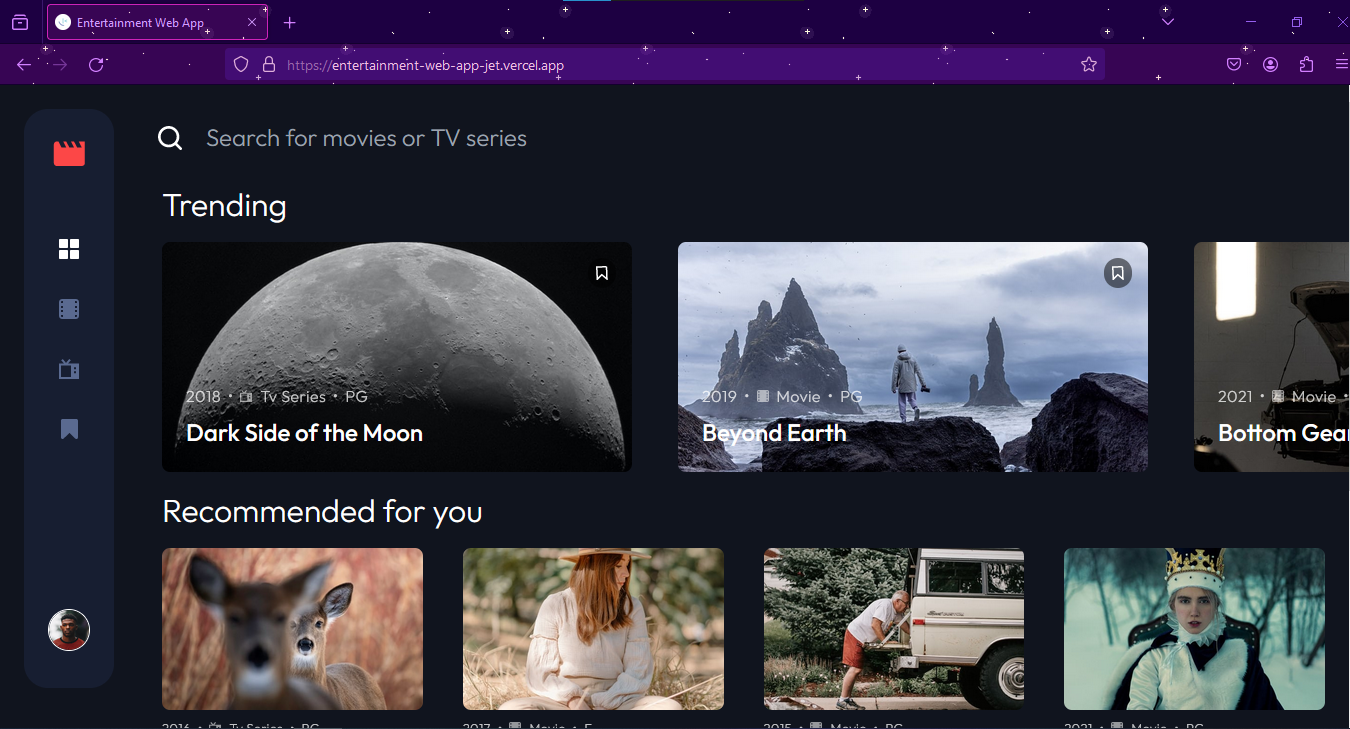 Entertainment Web App
https://entertainment-web-app-jet.vercel.app
Search for movies or TV series
Trending
2018 • Tv Series • PG
Dark Side of the Moon
2019 • Movie • PG
Beyond Earth
2021 • Movie •
Bottom Gear
Recommended for you
2016 • Tv Series • PG
2017 • Movie • E
2015 • Movie • PG
2021 • Movie • PG